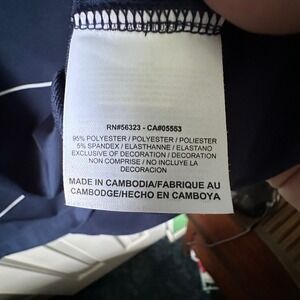 RN#56323 - CA#05553
95% POLYESTER / POLYESTER / POLIESTER
5% SPANDEX / ELASTHANNE / ELASTANO
EXCLUSIVE OF DECORATION / DECORATION
NON COMPRISE / NO INCLUYE LA
DECORACION
MADE IN CAMBODIA/FABRIQUE AU
CAMBODGE/HECHO EN CAMBOYA